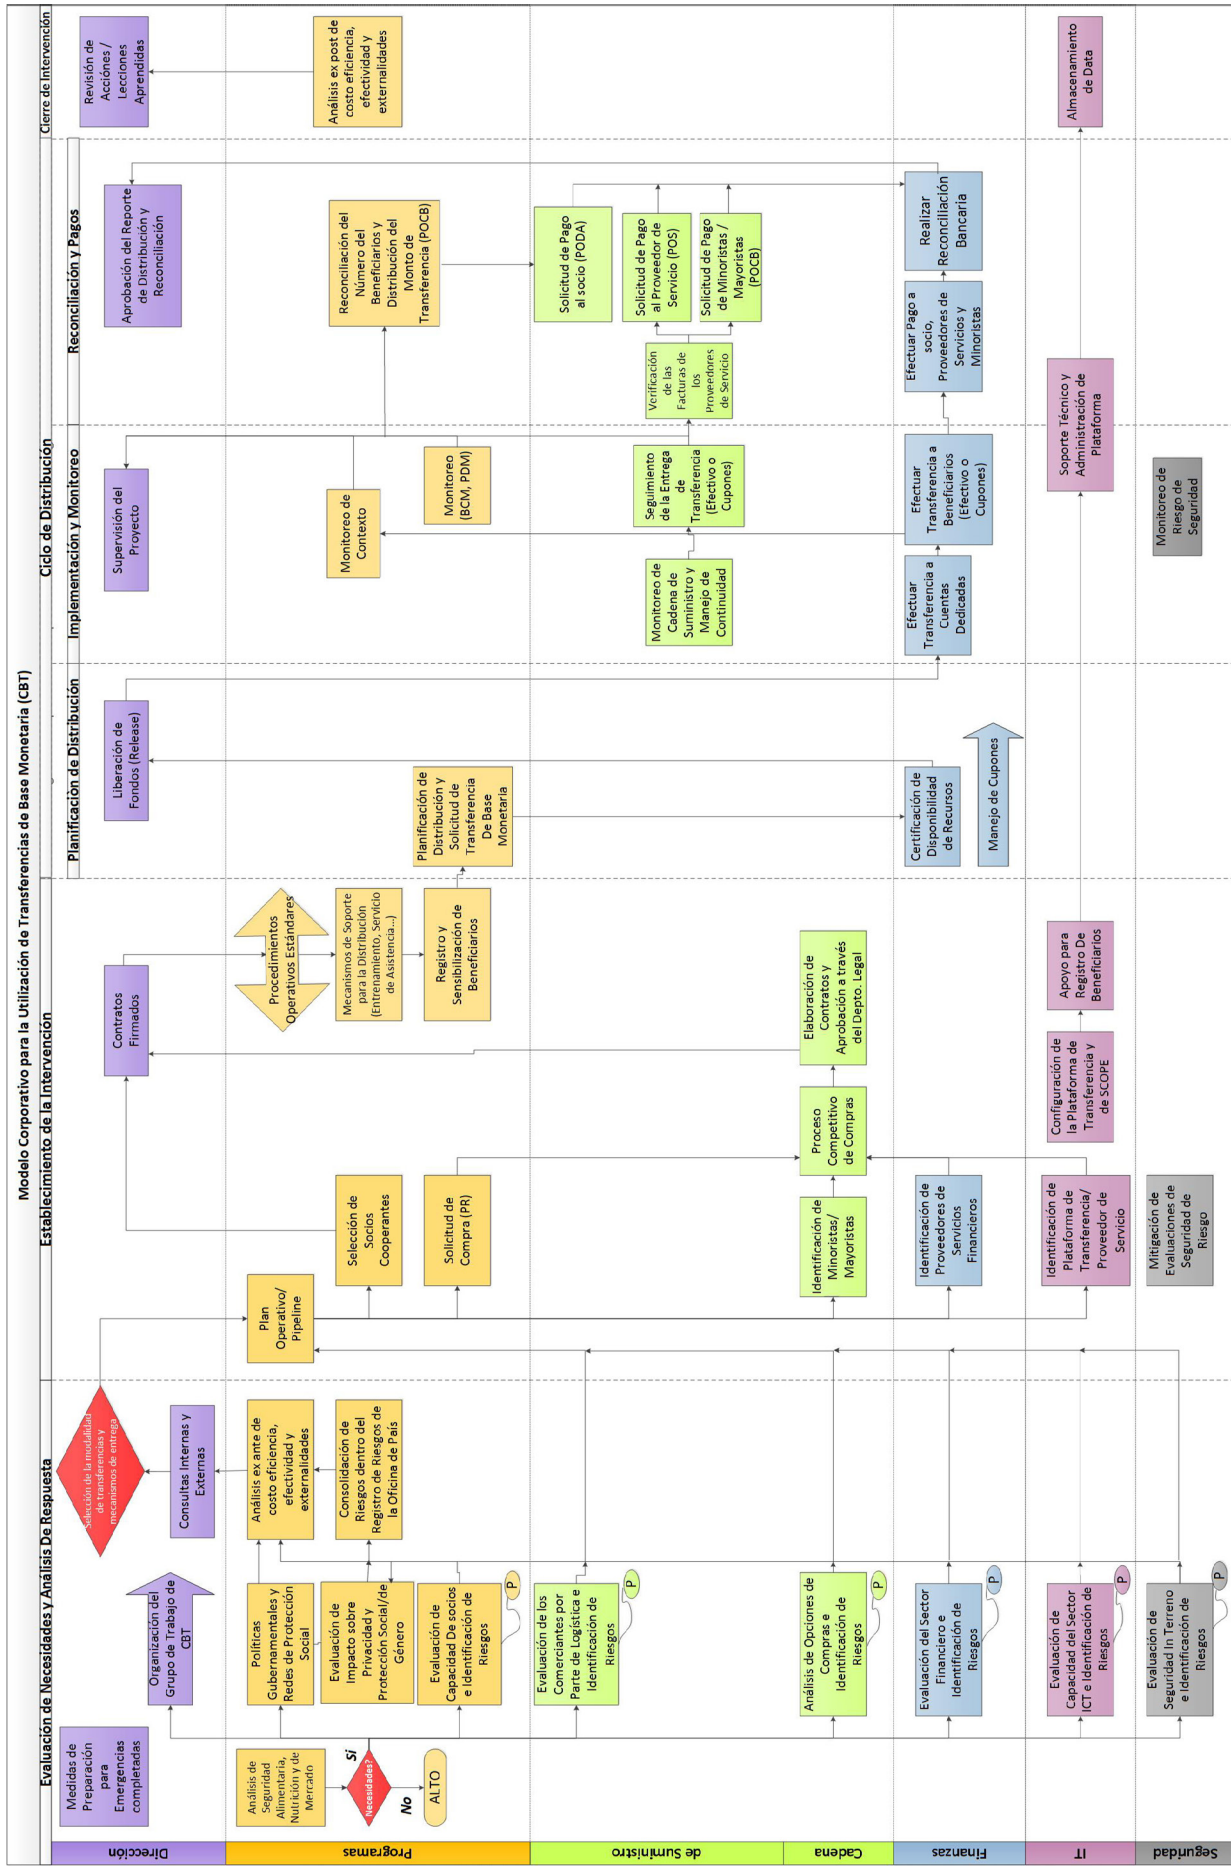 Modelo Corporativo para la Utilización de Transferencias de Base Monetaria (CBT)
Evaluación de Necesidades y Análisis De Respuesta
Establecimiento de la Intervención
Ciclo de Distribución
Cierre de Intervención
Planificación de Distribución
Implementación y Monitoreo
Reconciliación y Pagos
Dirección
Medidas de
Preparación
para
Emergencias
completadas
Organización del
Grupo de Trabajo de
CBT
Consultas Internas y
Externas
Selección de la modalidad
de transferencias y
mecanismos de entrega
Contratos
Firmados
Liberación de
Fondos (Release)
Supervisión del
Proyecto
Aprobación del Reporte
de Distribución y
Reconciliación
Revisión de
Acciónes /
Lecciones
Aprendidas
Programas
Análisis de
Seguridad
Alimentaria,
Nutrición y de
Mercado
Necesidades?
Si
No
ALTO
Políticas
Gubernamentales y
Redes de Protección
Social
Evaluación de
Impacto sobre
Privacidad y
Protección Social/de
Género
Evaluación de
Capacidad De socios
e Identificación de
Riesgos
P
Análisis ex ante de
costo eficiencia,
efectividad y
externalidades
Consolidación de
Riesgos dentro del
Registro de Riesgos de
la Oficina de País
Plan
Operativo/
Pipeline
Selección de
Socios
Cooperantes
Solicitud de
Compra (PR)
Procedimientos
Operativos Estándares
Mecanismos de Soporte
para la Distribución
(Entrenamiento, Servicio
de Asistencia...)
Registro y
Sensibilización de
Beneficiarios
Planificación de
Distribución y
Solicitud de
Transferencia
De Base
Monetaria
Monitoreo de
Contexto
Monitoreo
(BCM, PDM)
Reconciliación del
Número del
Beneficiarios y
Distribución del
Monto de
Transferencia (POCB)
Análisis ex post de
costo eficiencia,
efectividad y
externalidades
de Suministro
Evaluación de los
Comerciantes por
Parte de Logística e
Identificación de
Riesgos
P
Monitoreo de
Cadena de
Suministro y
Manejo de
Continuidad
Seguimiento
de la Entrega
de
Transferencia
(Efectivo o
Cupones)
Verificación
de las
Facturas de
los
Proveedores
de Servicio
Solicitud de Pago
al socio (PODA)
Solicitud de Pago
al Proveedor de
Servicio (POS)
Solicitud de Pago
de Minoristas /
Mayoristas
(POCB)
Cadena
Análisis de Opciones de
Compras e
Identificación de
Riesgos
P
Identificación de
Minoristas/
Mayoristas
Proceso
Competitivo
de Compras
Elaboración de
Contratos y
Aprobación a través
del Depto. Legal
Finanzas
Evaluación del Sector
Financiero e
Identificación de
Riesgos
P
Identificación de
Proveedores de
Servicios
Financieros
Certificación de
Disponibilidad
de Recursos
Manejo de Cupones
Efectuar
Transferencia a
Cuentas
Dedicadas
Efectuar
Transferencia a
Beneficiarios
(Efectivo o
Cupones)
Efectuar Pago a
socio,
Proveedores de
Servicios y
Minoristas
Realizar
Reconciliación
Bancaria
IT
Evaluación de
Capacidad del Sector
ICT e Identificación de
Riesgos
P
Identificación de
Plataforma de
Transferencia/
Proveedor de
Servicio
Configuración de
la Plataforma de
Transferencia y
de SCOPE
Apoyo para
Registro De
Beneficiarios
Soporte Técnico y
Administración de
Plataforma
Almacenamiento
de Data
Seguridad
Evaluación de
Seguridad In Terreno
e Identificación de
Riesgos
P
Mitigación de
Evaluaciones de
Seguridad de
Riesgo
Monitoreo de
Riesgo de
Seguridad